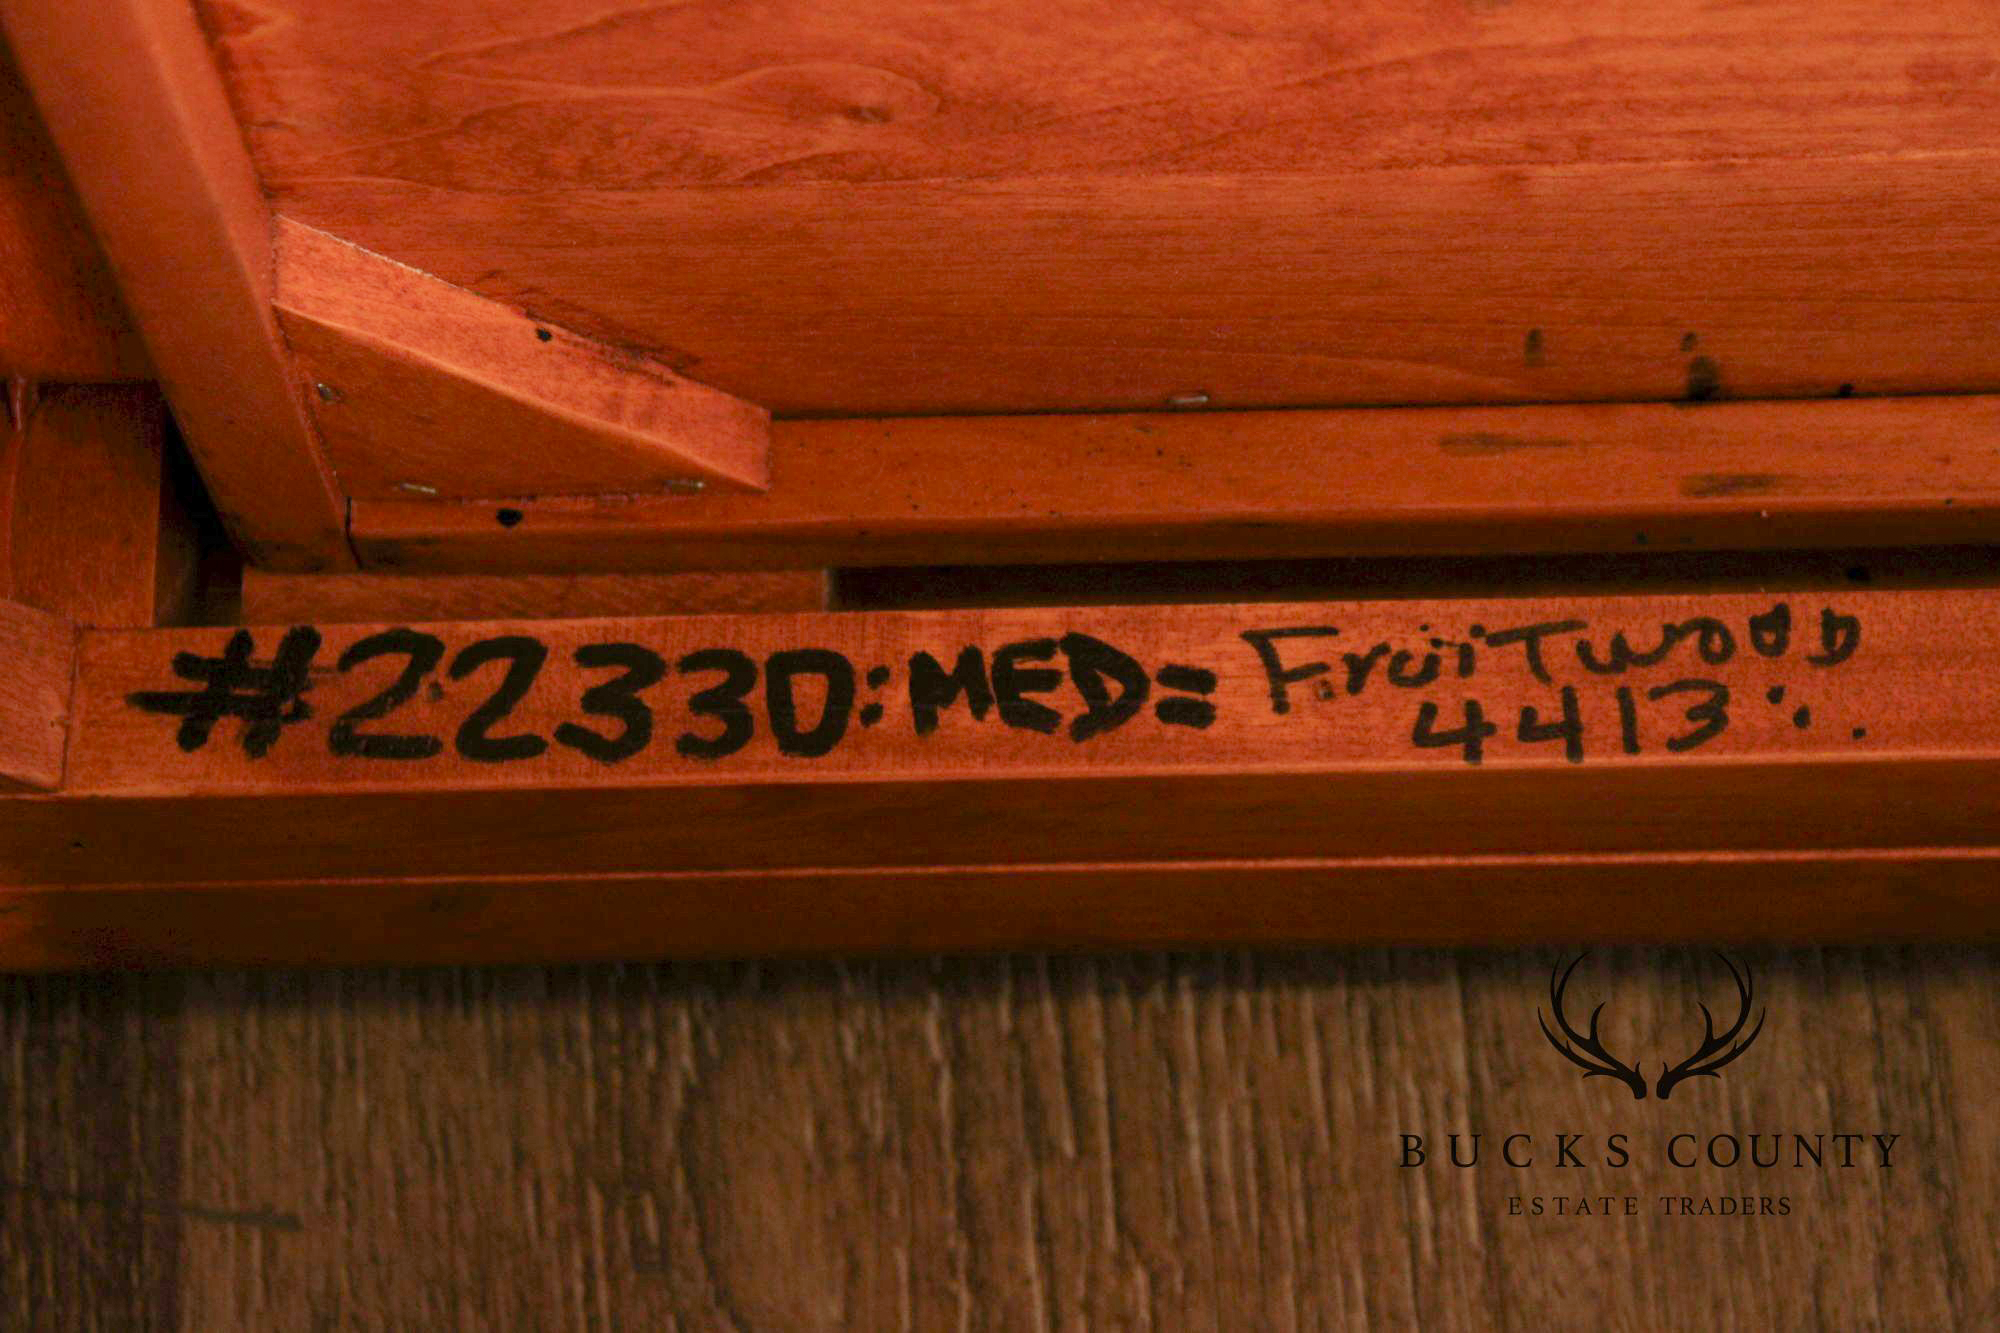 #22330:MED= FruiTwooD
4413:.
BUCKS COUNTY
ESTATE TRADERS